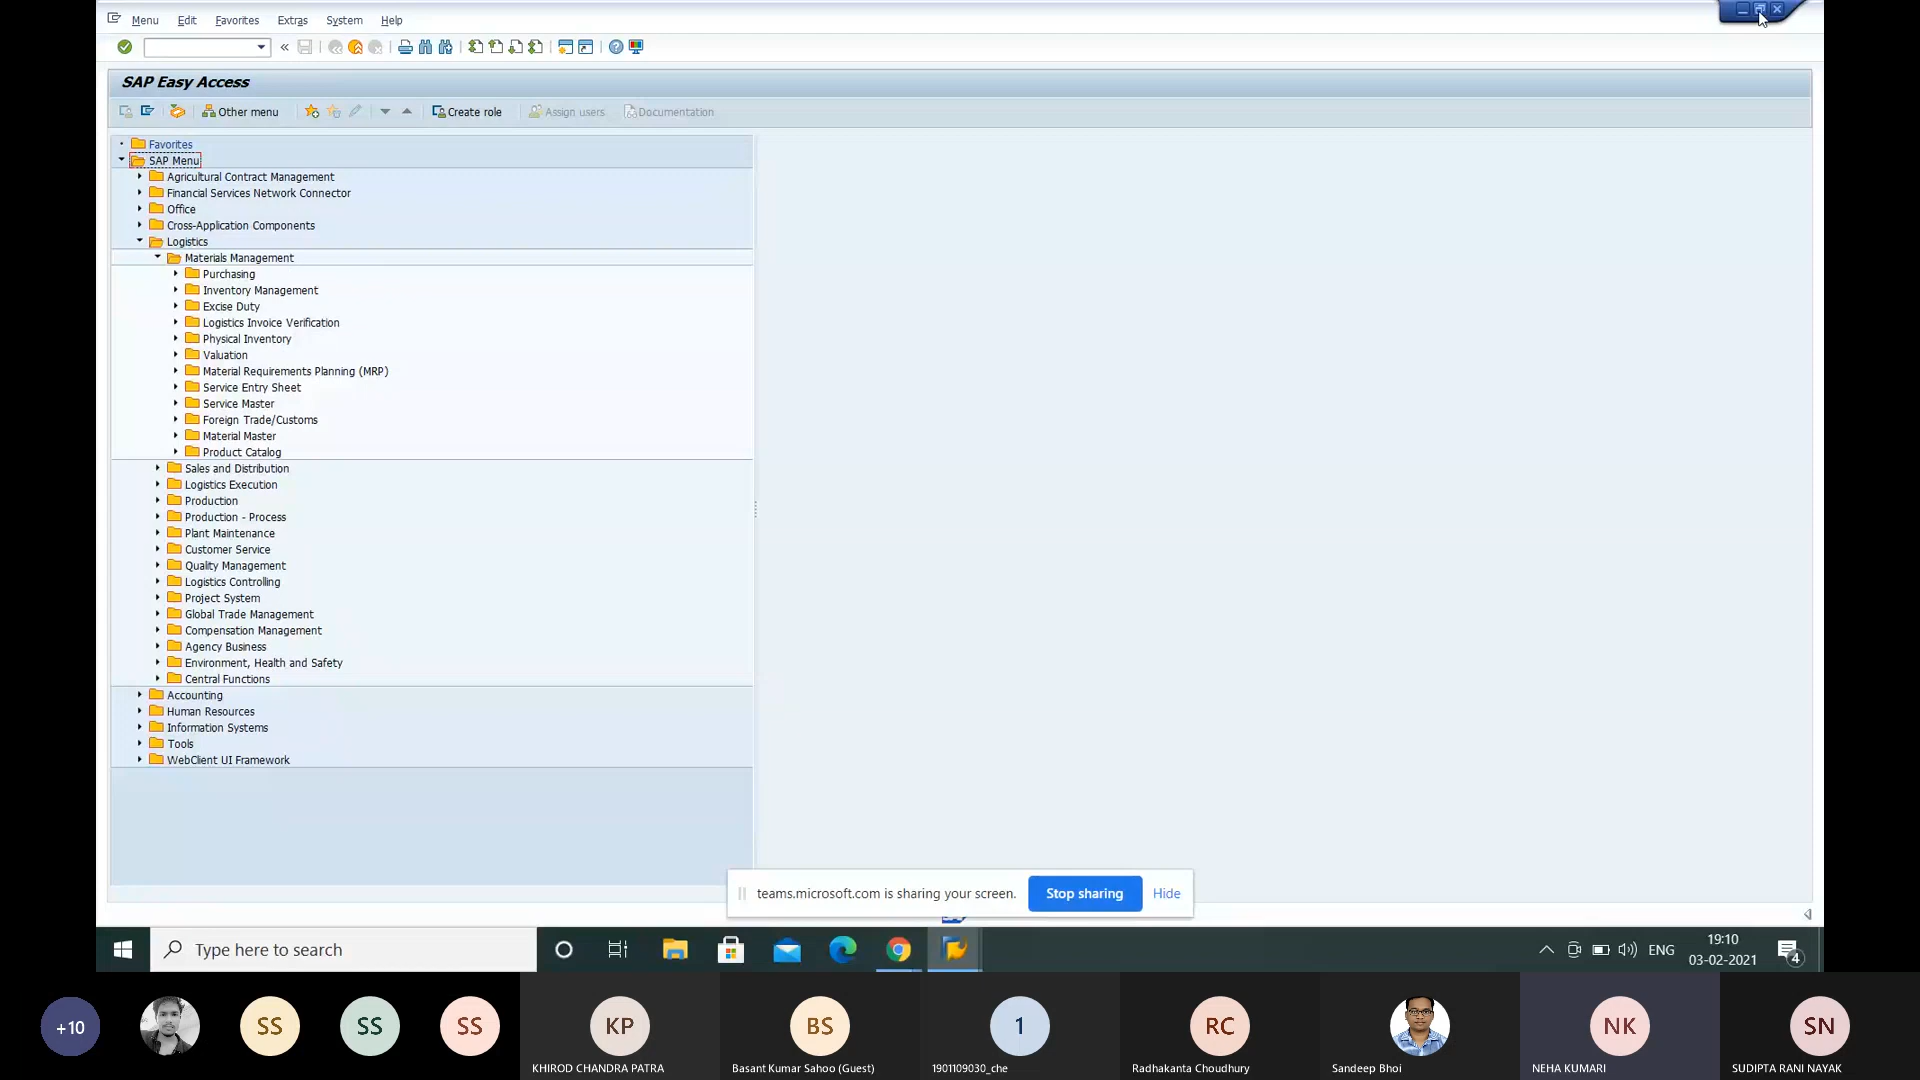 Menu Edit Favorites Extras System Help
SAP Easy Access
Other menu Create role Assign users Documentation
Favorites
SAP Menu
Agricultural Contract Management
Financial Services Network Connector
Office
Cross-Application Components
Logistics
Materials Management
Purchasing
Inventory Management
Excise Duty
Logistics Invoice Verification
Physical Inventory
Valuation
Material Requirements Planning (MRP)
Service Entry Sheet
Service Master
Foreign Trade/Customs
Material Master
Product Catalog
Sales and Distribution
Logistics Execution
Production
Production - Process
Plant Maintenance
Customer Service
Quality Management
Logistics Controlling
Project System
Global Trade Management
Compensation Management
Agency Business
Environment, Health and Safety
Central Functions
Accounting
Human Resources
Information Systems
Tools
WebClient UI Framework
teams.microsoft.com is sharing your screen. Stop sharing Hide
Type here to search
ENG
19:10
03-02-2021
4
+10 SS SS SS KP BS 1 RC NK SN
KHIROD CHANDRA PATRA Basant Kumar Sahoo (Guest) 1901109030_che Radhakanta Choudhury Sandeep Bhoi NEHA KUMARI SUDIPTA RANI NAYAK